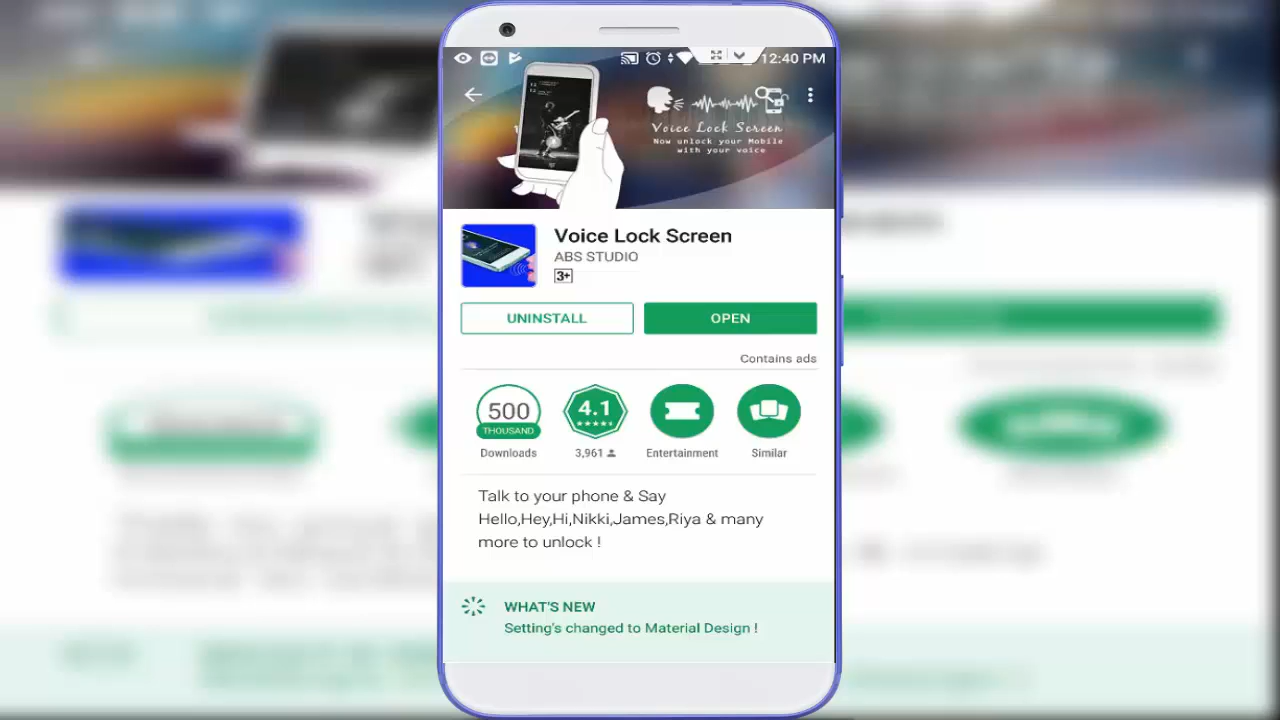 12:40 PM
Voice Lock Screen
Now unlock your Mobile
with your voice
Voice Lock Screen
ABS STUDIO
3+
UNINSTALL
OPEN
Contains ads
500
THOUSAND
Downloads
4.1
3,961
Entertainment
Similar
Talk to your phone & Say
Hello,Hey,Hi,Nikki,James,Riya & many
more to unlock !
WHAT'S NEW
Setting's changed to Material Design !